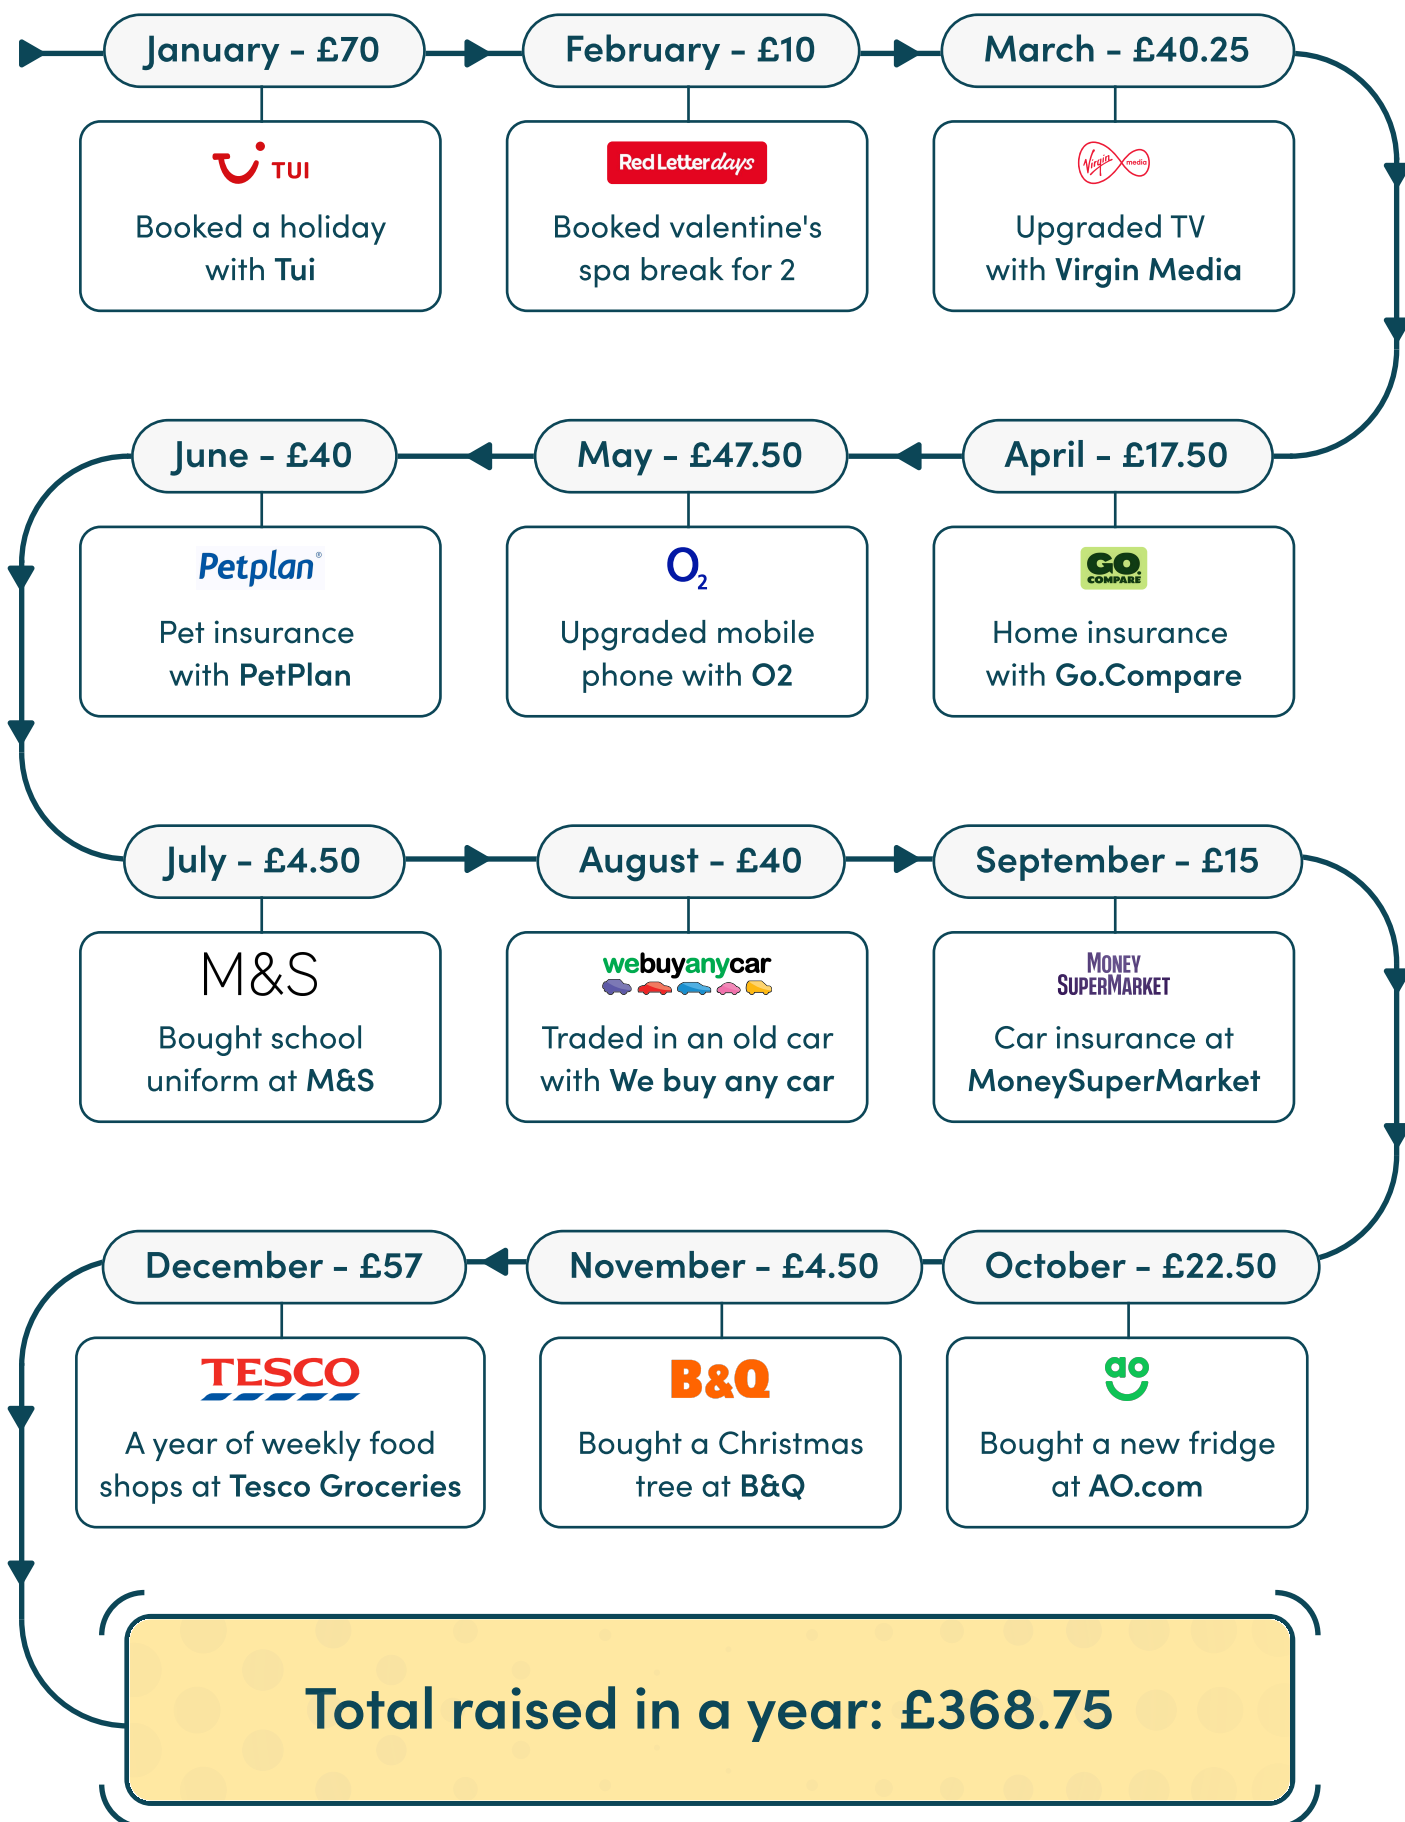 January - £70
TUI
Booked a holiday
with Tui
February - £10
Red Letter days
Booked valentine's
spa break for 2
March - £40.25
Virgin media
Upgraded TV
with Virgin Media
April - £17.50
GO.
COMPARE
Home insurance
with Go.Compare
May - £47.50
O2
Upgraded mobile
phone with O2
June - £40
Petplan®
Pet insurance
with PetPlan
July - £4.50
M&S
Bought school
uniform at M&S
August - £40
webuyanycar
Traded in an old car
with We buy any car
September - £15
MONEY
SUPERMARKET
Car insurance at
MoneySuperMarket
October - £22.50
ao
Bought a new fridge
at AO.com
November - £4.50
B&Q
Bought a Christmas
tree at B&Q
December - £57
TESCO
A year of weekly food
shops at Tesco Groceries
Total raised in a year: £368.75